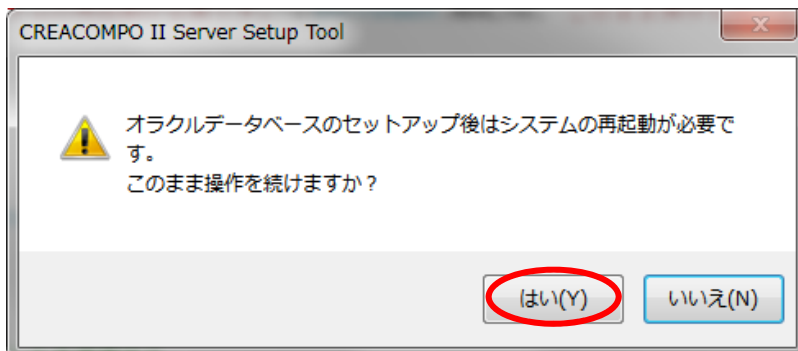 CREACOMPO II Server Setup Tool
オラクルデータベースのセットアップ後はシステムの再起動が必要で
す。
このまま操作を続けますか？
はい(Y)
いいえ(N)